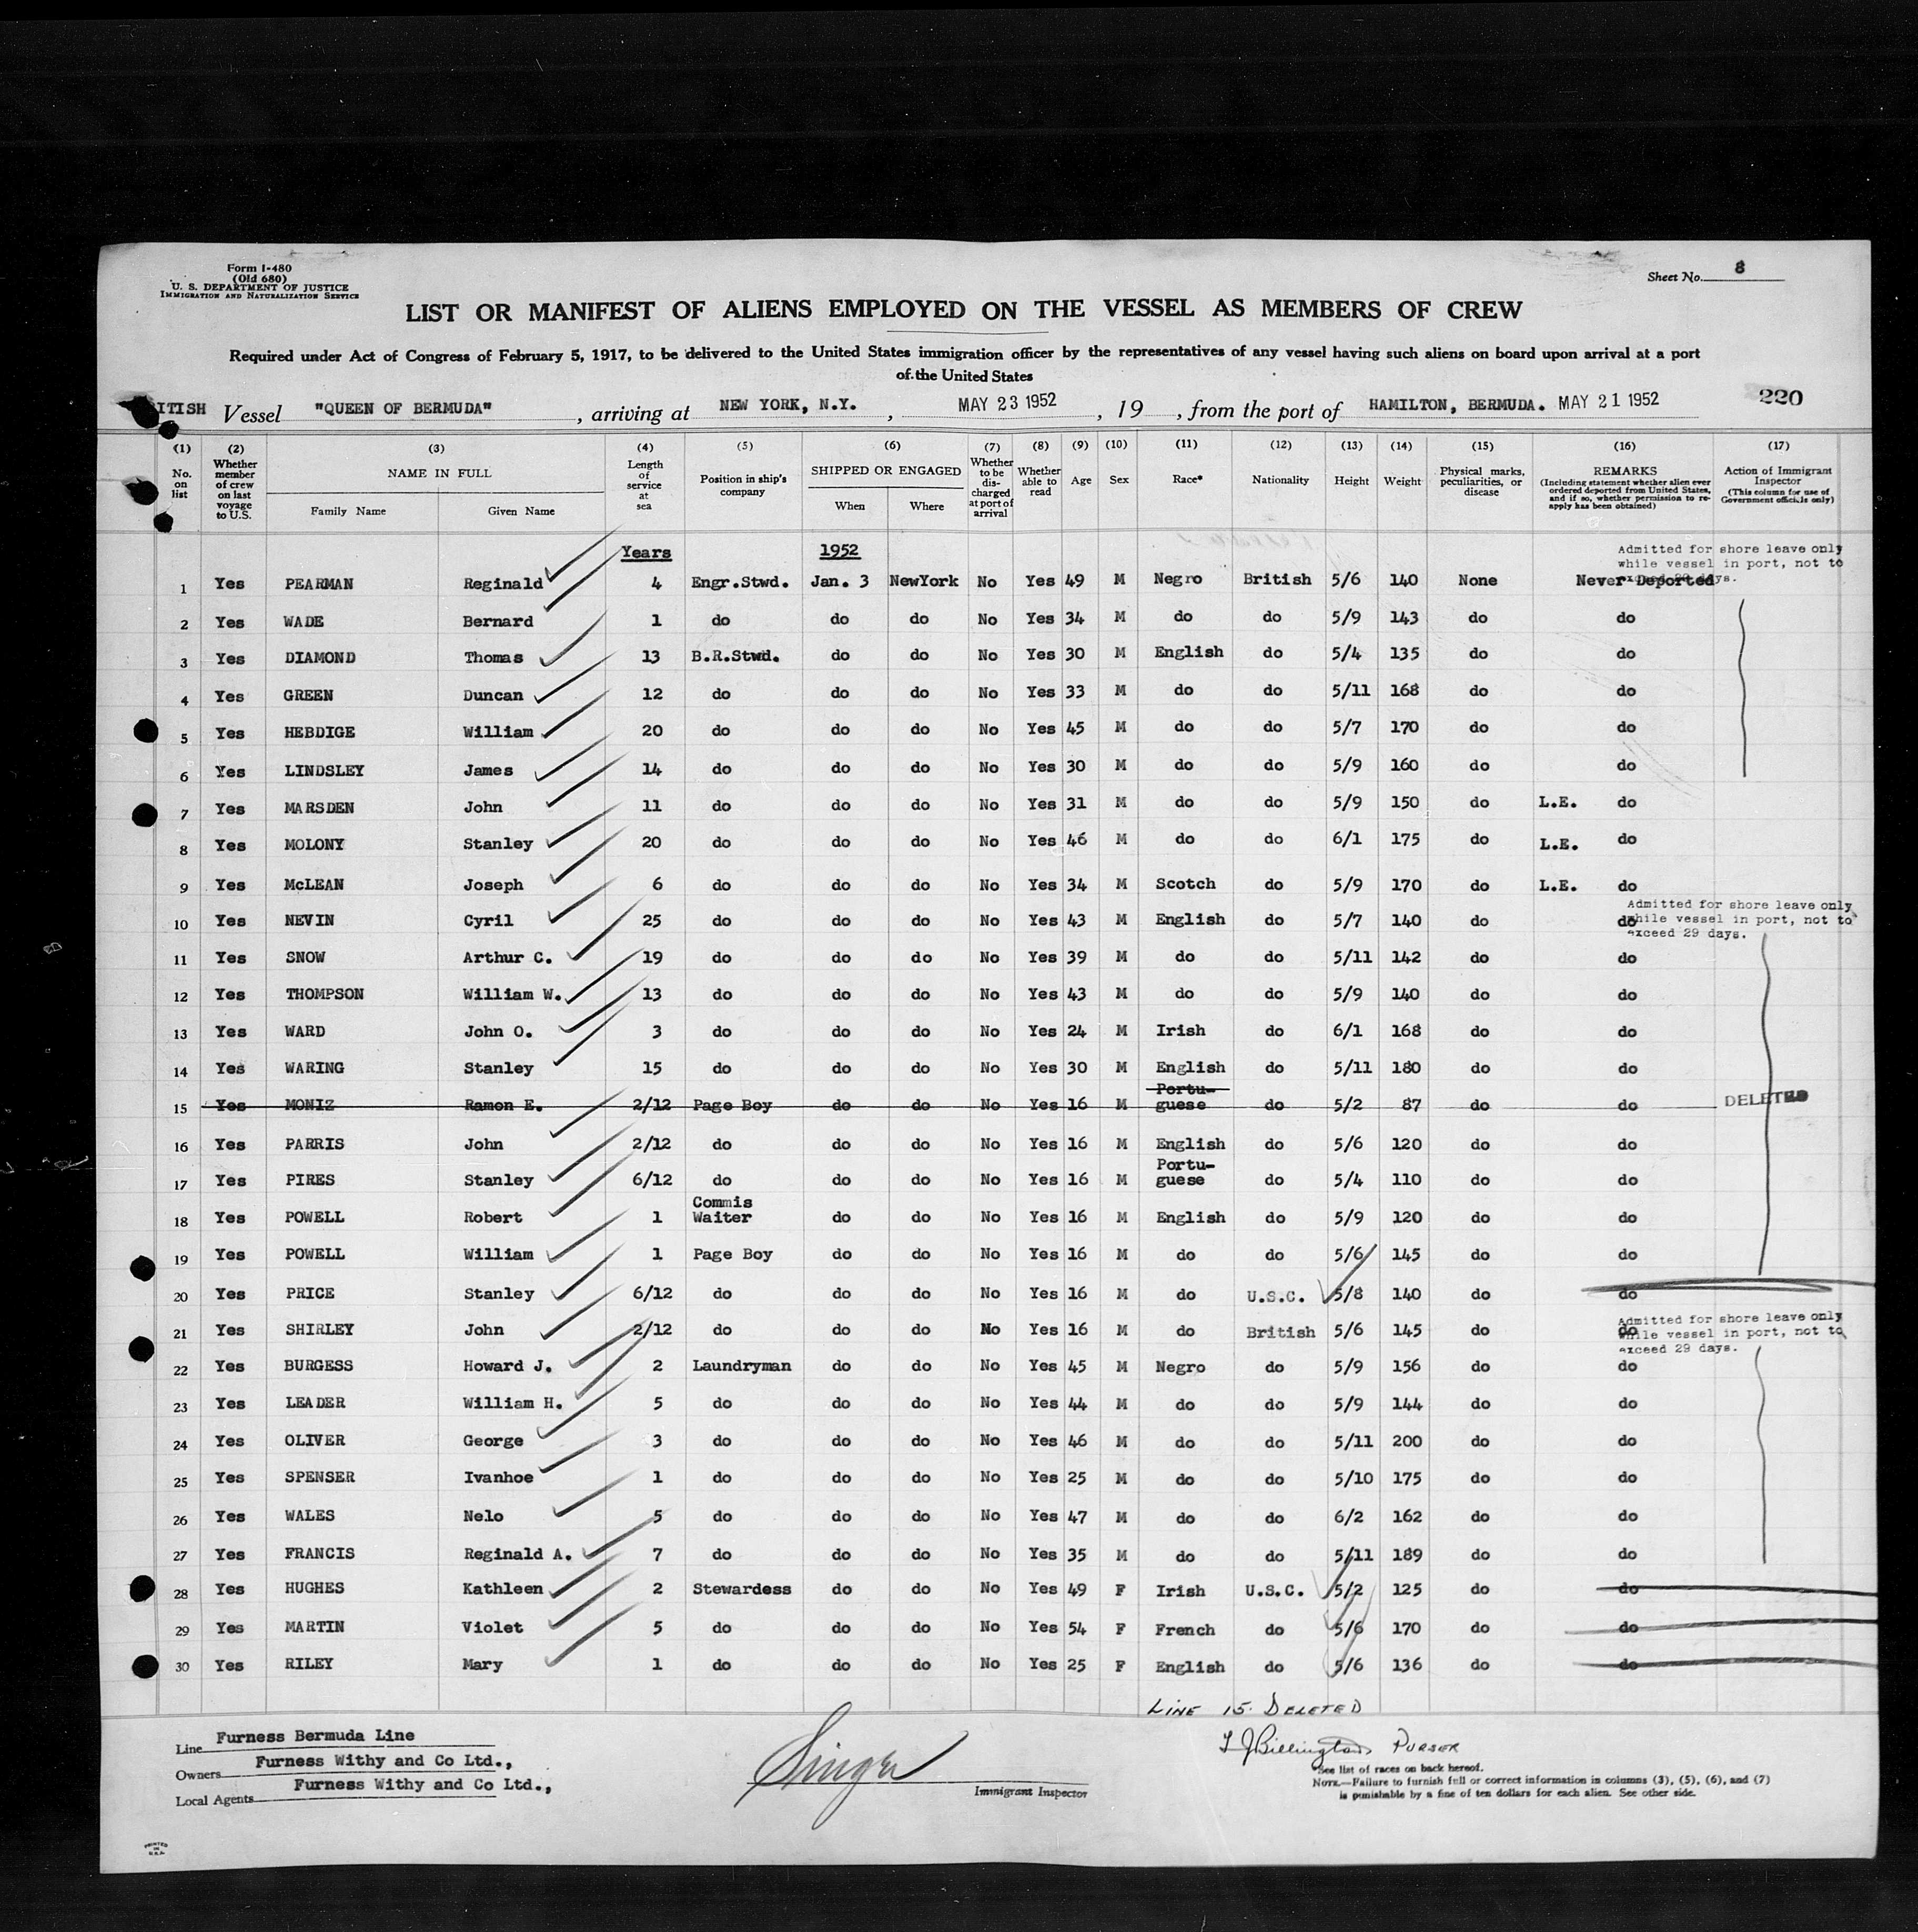 Form I-480
(Old 680)
U. S. DEPARTMENT OF JUSTICE
IMMIGRATION AND NATURALIZATION SERVICE
Sheet No. 8
LIST OR MANIFEST OF ALIENS EMPLOYED ON THE VESSEL AS MEMBERS OF CREW
Required under Act of Congress of February 5, 1917, to be delivered to the United States immigration officer by the representatives of any vessel having such aliens on board upon arrival at a port
of the United States
ITISH Vessel "QUEEN OF BERMUDA", arriving at NEW YORK, N.Y., MAY 23 1952, 19, from the port of HAMILTON, BERMUDA. MAY 21 1952 220
(1) (2) (3) (4) (5) (6) (7) (8) (9) (10) (11) (12) (13) (14) (15) (16) (17)
No. on list Whether member of crew on last voyage to U.S. NAME IN FULL Family Name Given Name Length of service at sea Position in ship's company SHIPPED OR ENGAGED When Where Whether to be discharged at port of arrival Whether able to read Age Sex Race* Nationality Height Weight Physical marks, peculiarities, or disease REMARKS (Including statement whether alien ever ordered deported from United States, and if so, whether permission to reapply has been obtained) Action of Immigrant Inspector (This column for use of Government officials only)
Years 1952
Admitted for shore leave only
while vessel in port, not to
exceed 29 days.
1 Yes PEARMAN Reginald 4 Engr.Stwd. Jan. 3 NewYork No Yes 49 M Negro British 5/6 140 None Never Deported
2 Yes WADE Bernard 1 do do do No Yes 34 M do do 5/9 143 do do
3 Yes DIAMOND Thomas 13 B.R.Stwd. do do No Yes 30 M English do 5/4 135 do do
4 Yes GREEN Duncan 12 do do do No Yes 33 M do do 5/11 168 do do
5 Yes HEBDIGE William 20 do do do No Yes 45 M do do 5/7 170 do do
6 Yes LINDSLEY James 14 do do do No Yes 30 M do do 5/9 160 do do
7 Yes MARSDEN John 11 do do do No Yes 31 M do do 5/9 150 do L.E. do
8 Yes MOLONY Stanley 20 do do do No Yes 46 M do do 6/1 175 do L.E. do
9 Yes McLEAN Joseph 6 do do do No Yes 34 M Scotch do 5/9 170 do L.E. do
Admitted for shore leave only
while vessel in port, not to
exceed 29 days.
10 Yes NEVIN Cyril 25 do do do No Yes 43 M English do 5/7 140 do do
11 Yes SNOW Arthur C. 19 do do do No Yes 39 M do do 5/11 142 do do
12 Yes THOMPSON William W. 13 do do do No Yes 43 M do do 5/9 140 do do
13 Yes WARD John O. 3 do do do No Yes 24 M Irish do 6/1 168 do do
14 Yes WARING Stanley 15 do do do No Yes 30 M English do 5/11 180 do do
15 Yes MONIZ Ramon E. 2/12 Page Boy do do No Yes 16 M Portu-guese do 5/2 87 do do DELETED
16 Yes PARRIS John 2/12 do do do No Yes 16 M English do 5/6 120 do do
17 Yes PIRES Stanley 6/12 do do do No Yes 16 M Portu-guese do 5/4 110 do do
18 Yes POWELL Robert 1 Commis Waiter do do No Yes 16 M English do 5/9 120 do do
19 Yes POWELL William 1 Page Boy do do No Yes 16 M do do 5/6 145 do do
20 Yes PRICE Stanley 6/12 do do do No Yes 16 M do U.S.C. 5/8 140 do do
Admitted for shore leave only
while vessel in port, not to
exceed 29 days.
21 Yes SHIRLEY John 2/12 do do do No Yes 16 M do British 5/6 145 do do
22 Yes BURGESS Howard J. 2 Laundryman do do No Yes 45 M Negro do 5/9 156 do do
23 Yes LEADER William H. 5 do do do No Yes 44 M do do 5/9 144 do do
24 Yes OLIVER George 3 do do do No Yes 46 M do do 5/11 200 do do
25 Yes SPENSER Ivanhoe 1 do do do No Yes 25 M do do 5/10 175 do do
26 Yes WALES Nelo 5 do do do No Yes 47 M do do 6/2 162 do do
27 Yes FRANCIS Reginald A. 7 do do do No Yes 35 M do do 5/11 189 do do
28 Yes HUGHES Kathleen 2 Stewardess do do No Yes 49 F Irish U.S.C. 5/2 125 do do
29 Yes MARTIN Violet 5 do do do No Yes 54 F French do 5/6 170 do do
30 Yes RILEY Mary 1 do do do No Yes 25 F English do 5/6 136 do do
LINE 15 DELETED
Line Furness Bermuda Line
Owners Furness Withy and Co Ltd.,
Local Agents Furness Withy and Co Ltd.,
Singer
Immigrant Inspector
Billington PURSER
*See list of races on back hereof.
NOTE.—Failure to furnish full or correct information in columns (3), (5), (6), and (7)
is punishable by a fine of ten dollars for each alien. See other side.
PRINTED
IN
U.S.A.